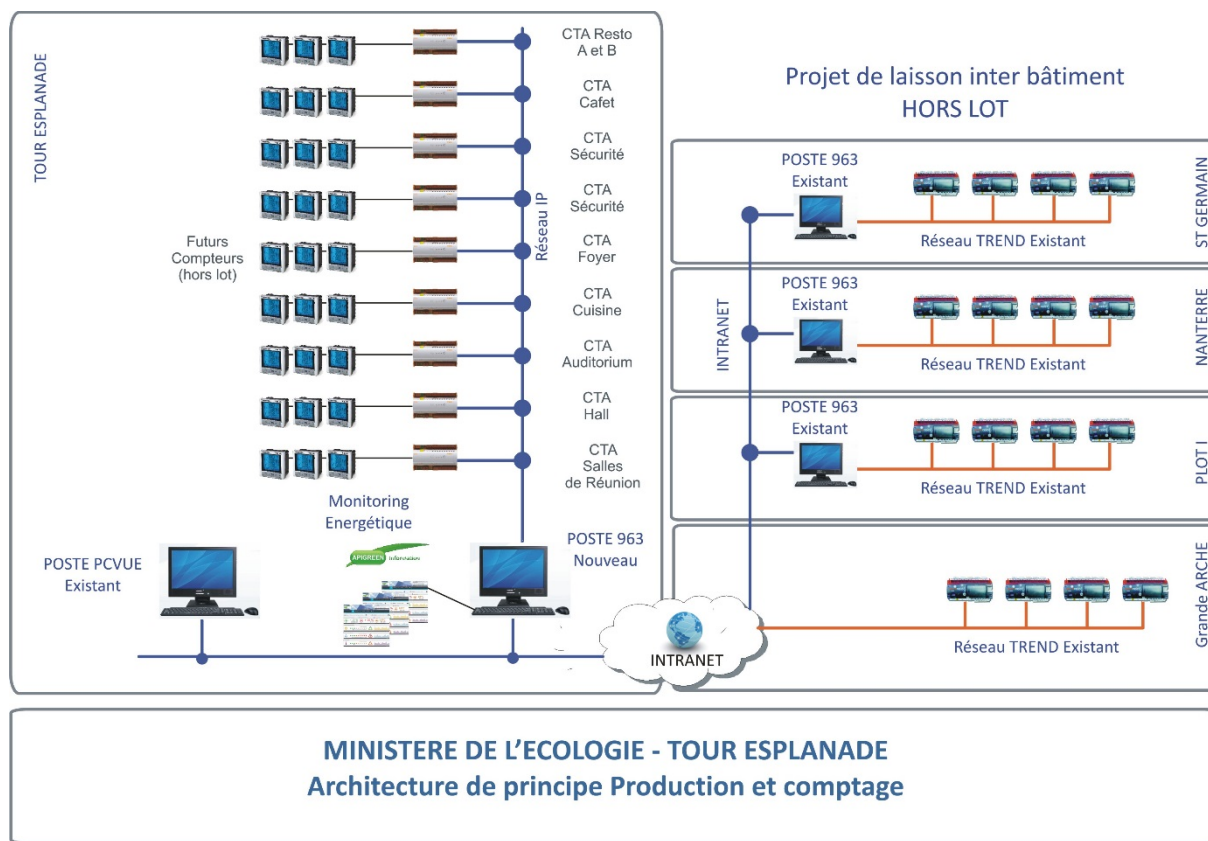 TOUR ESPLANADE
CTA Resto
A et B
CTA
Cafet
CTA
Sécurité
CTA
Sécurité
Réseau IP
Futurs
Compteurs
(hors lot)
CTA
Foyer
CTA
Cuisine
CTA
Auditorium
CTA
Hall
CTA
Salles
de Réunion
Monitoring
Energétique
POSTE PCVUE
Existant
APIGREEN
POSTE 963
Nouveau
INTRANET
Projet de laisson inter bâtiment
HORS LOT
INTRANET
POSTE 963
Existant
Réseau TREND Existant
ST GERMAIN
POSTE 963
Existant
Réseau TREND Existant
NANTERRE
POSTE 963
Existant
Réseau TREND Existant
PLOT I
Réseau TREND Existant
Grande ARCHE
MINISTERE DE L'ECOLOGIE - TOUR ESPLANADE
Architecture de principe Production et comptage